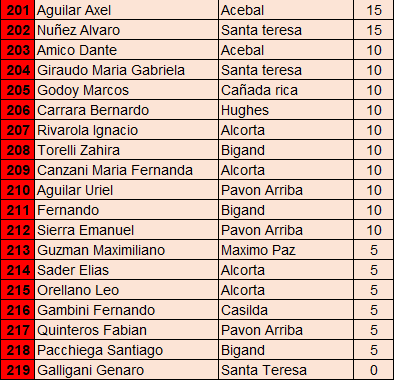 201 Aguilar Axel Acebal 15
202 Nuñez Alvaro Santa teresa 15
203 Amico Dante Acebal 10
204 Giraudo Maria Gabriela Santa teresa 10
205 Godoy Marcos Cañada rica 10
206 Carrara Bernardo Hughes 10
207 Rivarola Ignacio Alcorta 10
208 Torelli Zahira Bigand 10
209 Canzani Maria Fernanda Alcorta 10
210 Aguilar Uriel Pavon Arriba 10
211 Fernando Bigand 10
212 Sierra Emanuel Pavon Arriba 10
213 Guzman Maximiliano Maximo Paz 5
214 Sader Elias Alcorta 5
215 Orellano Leo Alcorta 5
216 Gambini Fernando Casilda 5
217 Quinteros Fabian Pavon Arriba 5
218 Pacchiega Santiago Bigand 5
219 Galligani Genaro Santa Teresa 0